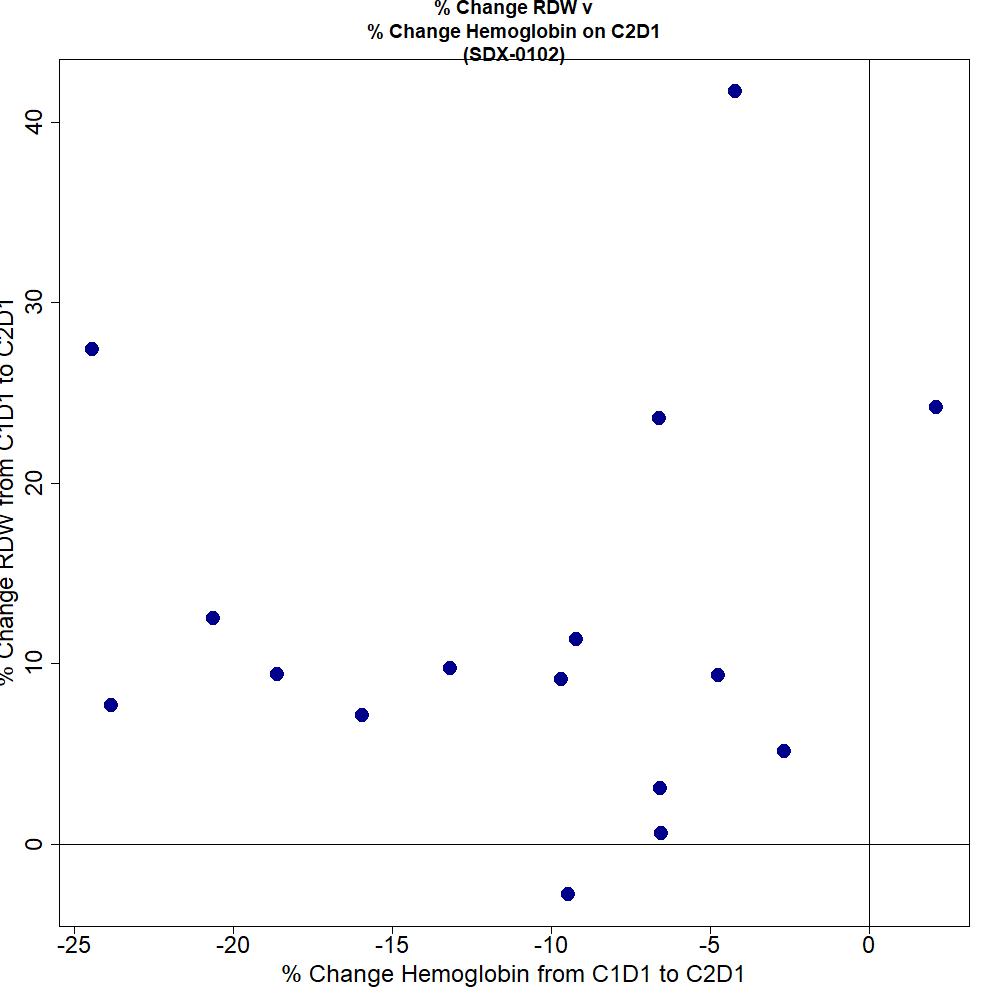 % Change RDW v
% Change Hemoglobin on C2D1
(SDX-0102)
% Change RDW from C1D1 to C2D1
40
30
20
10
0
-25 -20 -15 -10 -5 0
% Change Hemoglobin from C1D1 to C2D1